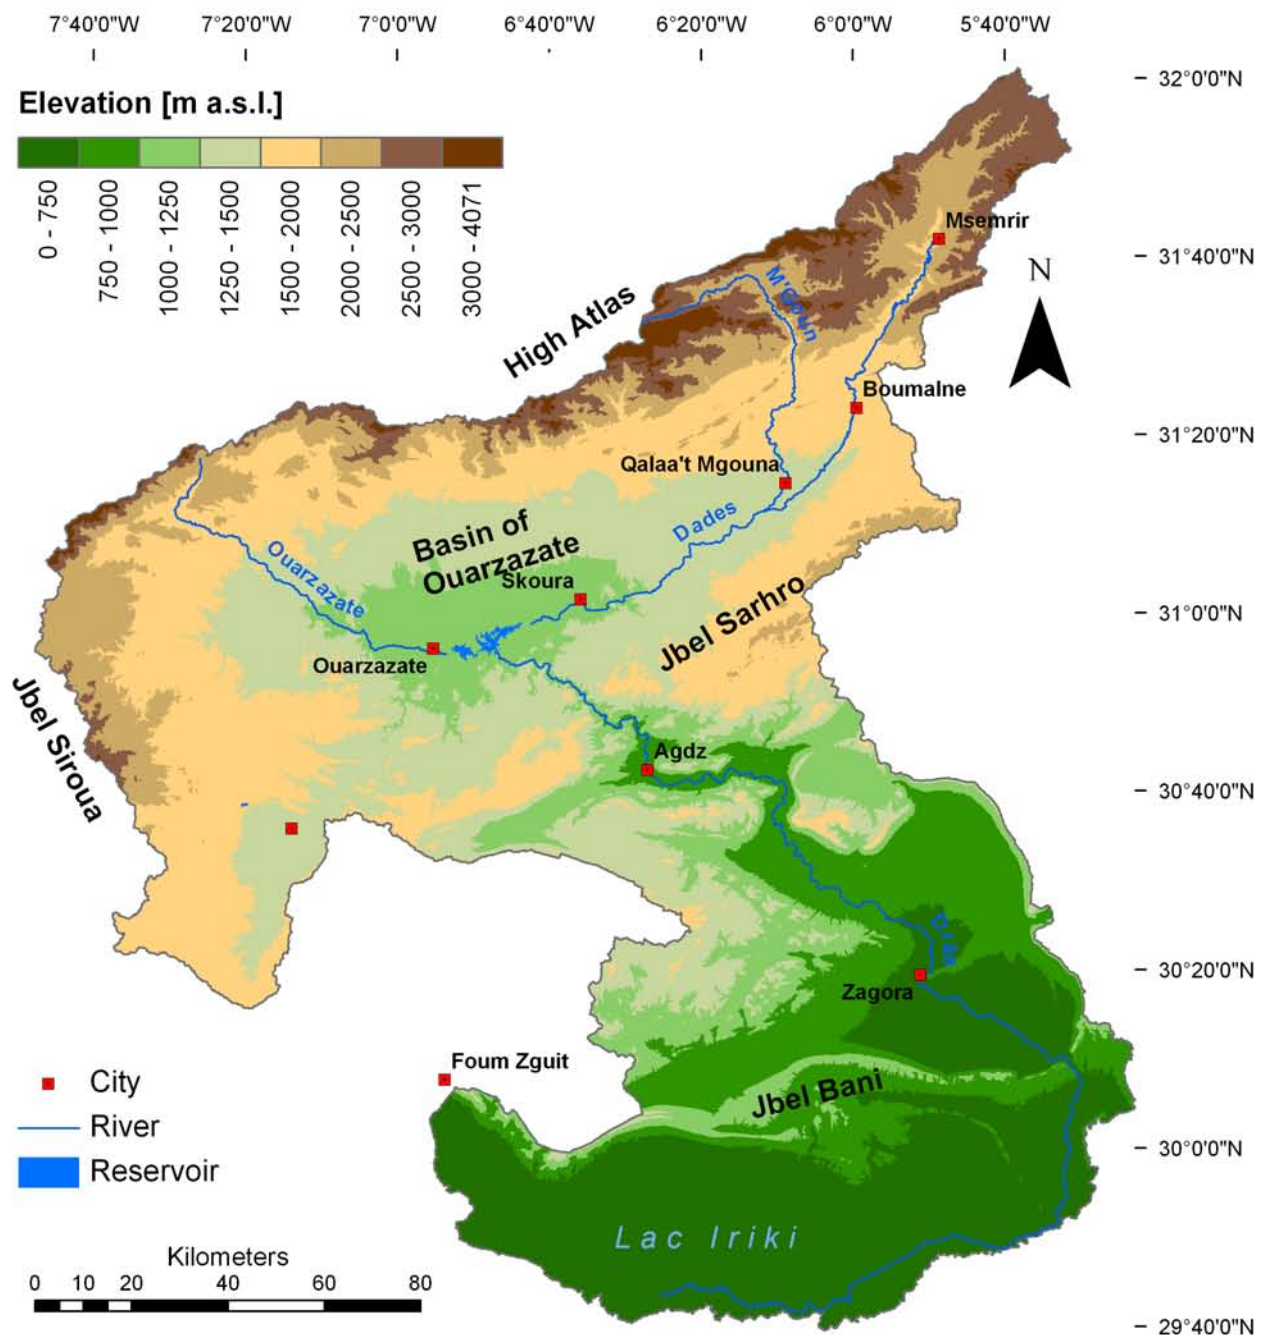 7°40'0"W 7°20'0"W 7°0'0"W 6°40'0"W 6°20'0"W 6°0'0"W 5°40'0"W
32°0'0"N
Elevation [m a.s.l.]
0 - 750
750 - 1000
1000 - 1250
1250 - 1500
1500 - 2000
2000 - 2500
2500 - 3000
3000 - 4071
Msemrir
31°40'0"N
N
M'Goun
High Atlas
Boumalne
31°20'0"N
Qalaa't Mgouna
Dades
Basin of
Ouarzazate
Skoura
Ouarzazate
31°0'0"N
Jbel Sarhro
Ouarzazate
Jbel Siroua
Agdz
30°40'0"N
Drâa
30°20'0"N
Zagora
Foum Zguit
Jbel Bani
City
River
Reservoir
30°0'0"N
Lac Iriki
Kilometers
0 10 20 40 60 80
29°40'0"N